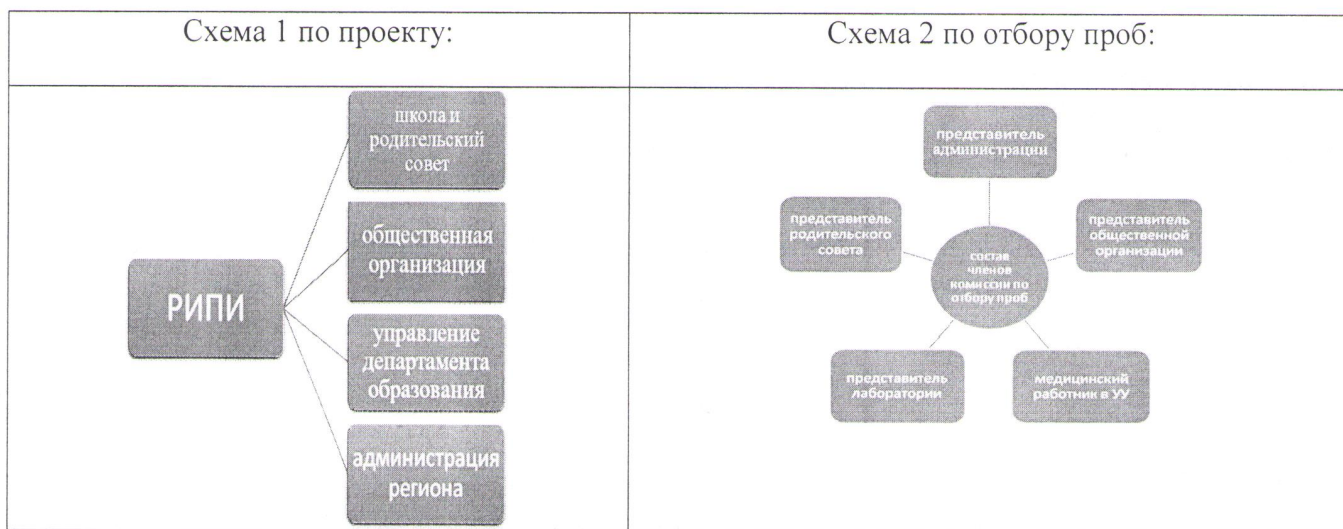 Схема 1 по проекту:
Схема 2 по отбору проб:
РИПИ
школа и
родительский
совет
общественная
организация
управление
департамента
образования
администрация
региона
представитель
администрации
представитель
родительского
совета
представитель
общественной
организации
состав
членов
комиссии по
отбору проб
представитель
лаборатории
медицинский
работник в УУ